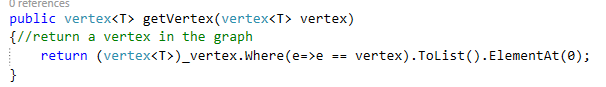 0 references
public vertex<T> getVertex(vertex<T> vertex)
{//return a vertex in the graph
return (vertex<T>)_vertex.Where(e=>e == vertex).ToList().ElementAt(0);
}